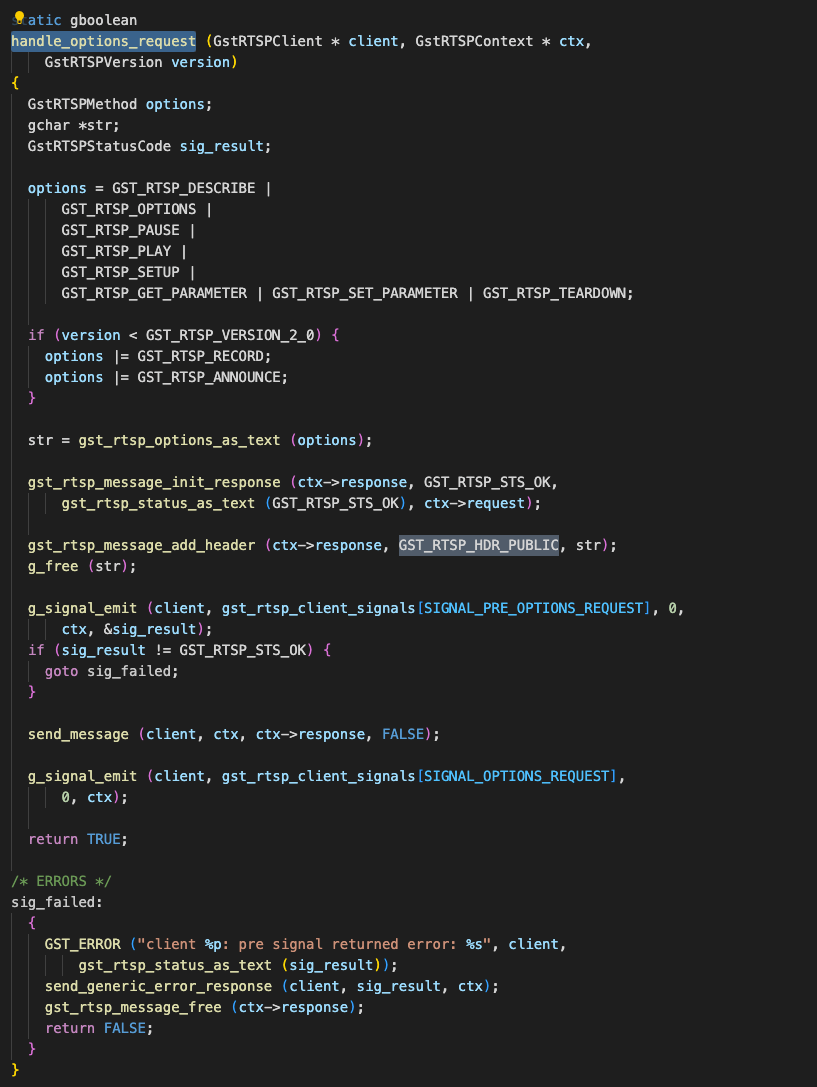 static gboolean
handle_options_request (GstRTSPClient * client, GstRTSPContext * ctx,
    GstRTSPVersion version)
{
  GstRTSPMethod options;
  gchar *str;
  GstRTSPStatusCode sig_result;

  options = GST_RTSP_DESCRIBE |
      GST_RTSP_OPTIONS |
      GST_RTSP_PAUSE |
      GST_RTSP_PLAY |
      GST_RTSP_SETUP |
      GST_RTSP_GET_PARAMETER | GST_RTSP_SET_PARAMETER | GST_RTSP_TEARDOWN;

  if (version < GST_RTSP_VERSION_2_0) {
    options |= GST_RTSP_RECORD;
    options |= GST_RTSP_ANNOUNCE;
  }

  str = gst_rtsp_options_as_text (options);

  gst_rtsp_message_init_response (ctx->response, GST_RTSP_STS_OK,
      gst_rtsp_status_as_text (GST_RTSP_STS_OK), ctx->request);

  gst_rtsp_message_add_header (ctx->response, GST_RTSP_HDR_PUBLIC, str);
  g_free (str);

  g_signal_emit (client, gst_rtsp_client_signals[SIGNAL_PRE_OPTIONS_REQUEST], 0,
      ctx, &sig_result);
  if (sig_result != GST_RTSP_STS_OK) {
    goto sig_failed;
  }

  send_message (client, ctx, ctx->response, FALSE);

  g_signal_emit (client, gst_rtsp_client_signals[SIGNAL_OPTIONS_REQUEST],
      0, ctx);

  return TRUE;

/* ERRORS */
sig_failed:
  {
    GST_ERROR ("client %p: pre signal returned error: %s", client,
        gst_rtsp_status_as_text (sig_result));
    send_generic_error_response (client, sig_result, ctx);
    gst_rtsp_message_free (ctx->response);
    return FALSE;
  }
}